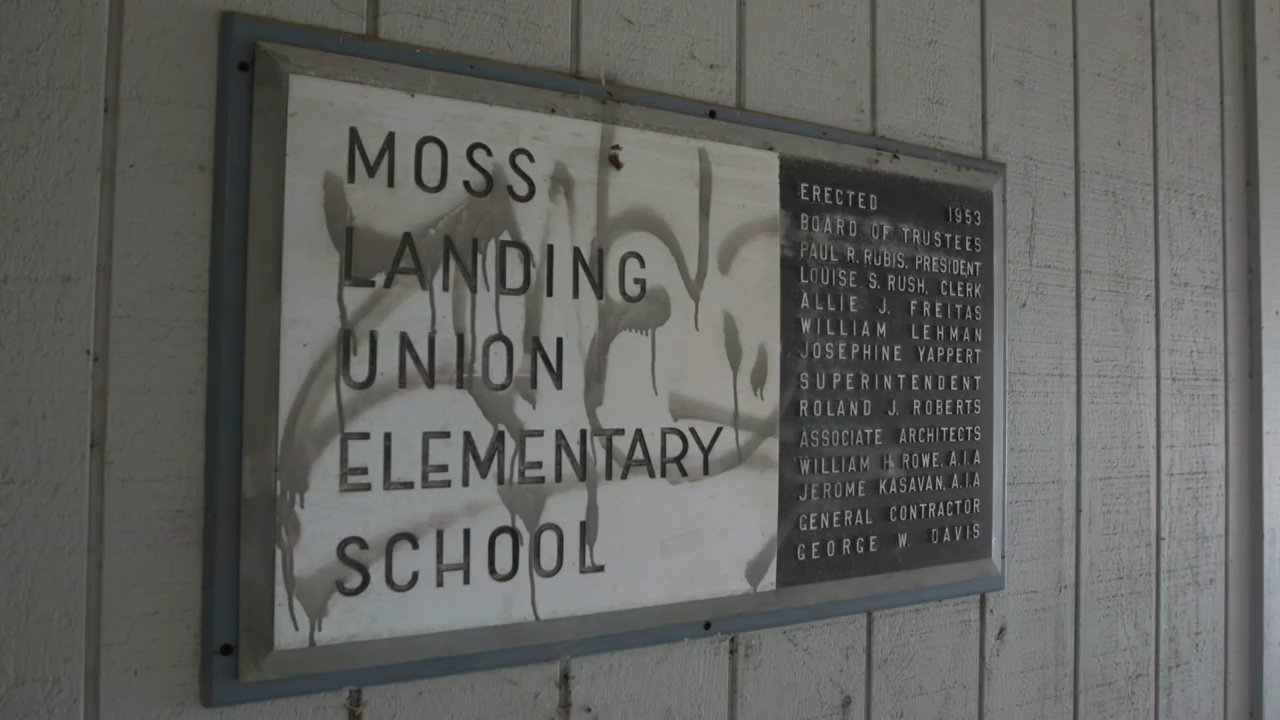 MOSS
LANDING
UNION
ELEMENTARY
SCHOOL
ERECTED 1953
BOARD OF TRUSTEES
PAUL R. RUBIS, PRESIDENT
LOUISE S. RUSH, CLERK
ALLIE J. FREITAS
WILLIAM LEHMAN
JOSEPHINE YAPPERT
SUPERINTENDENT
ROLAND J. ROBERTS
ASSOCIATE ARCHITECTS
WILLIAM H. ROWE, A.I.A
JEROME KASAVAN, A.I.A
GENERAL CONTRACTOR
GEORGE W. DAVIS